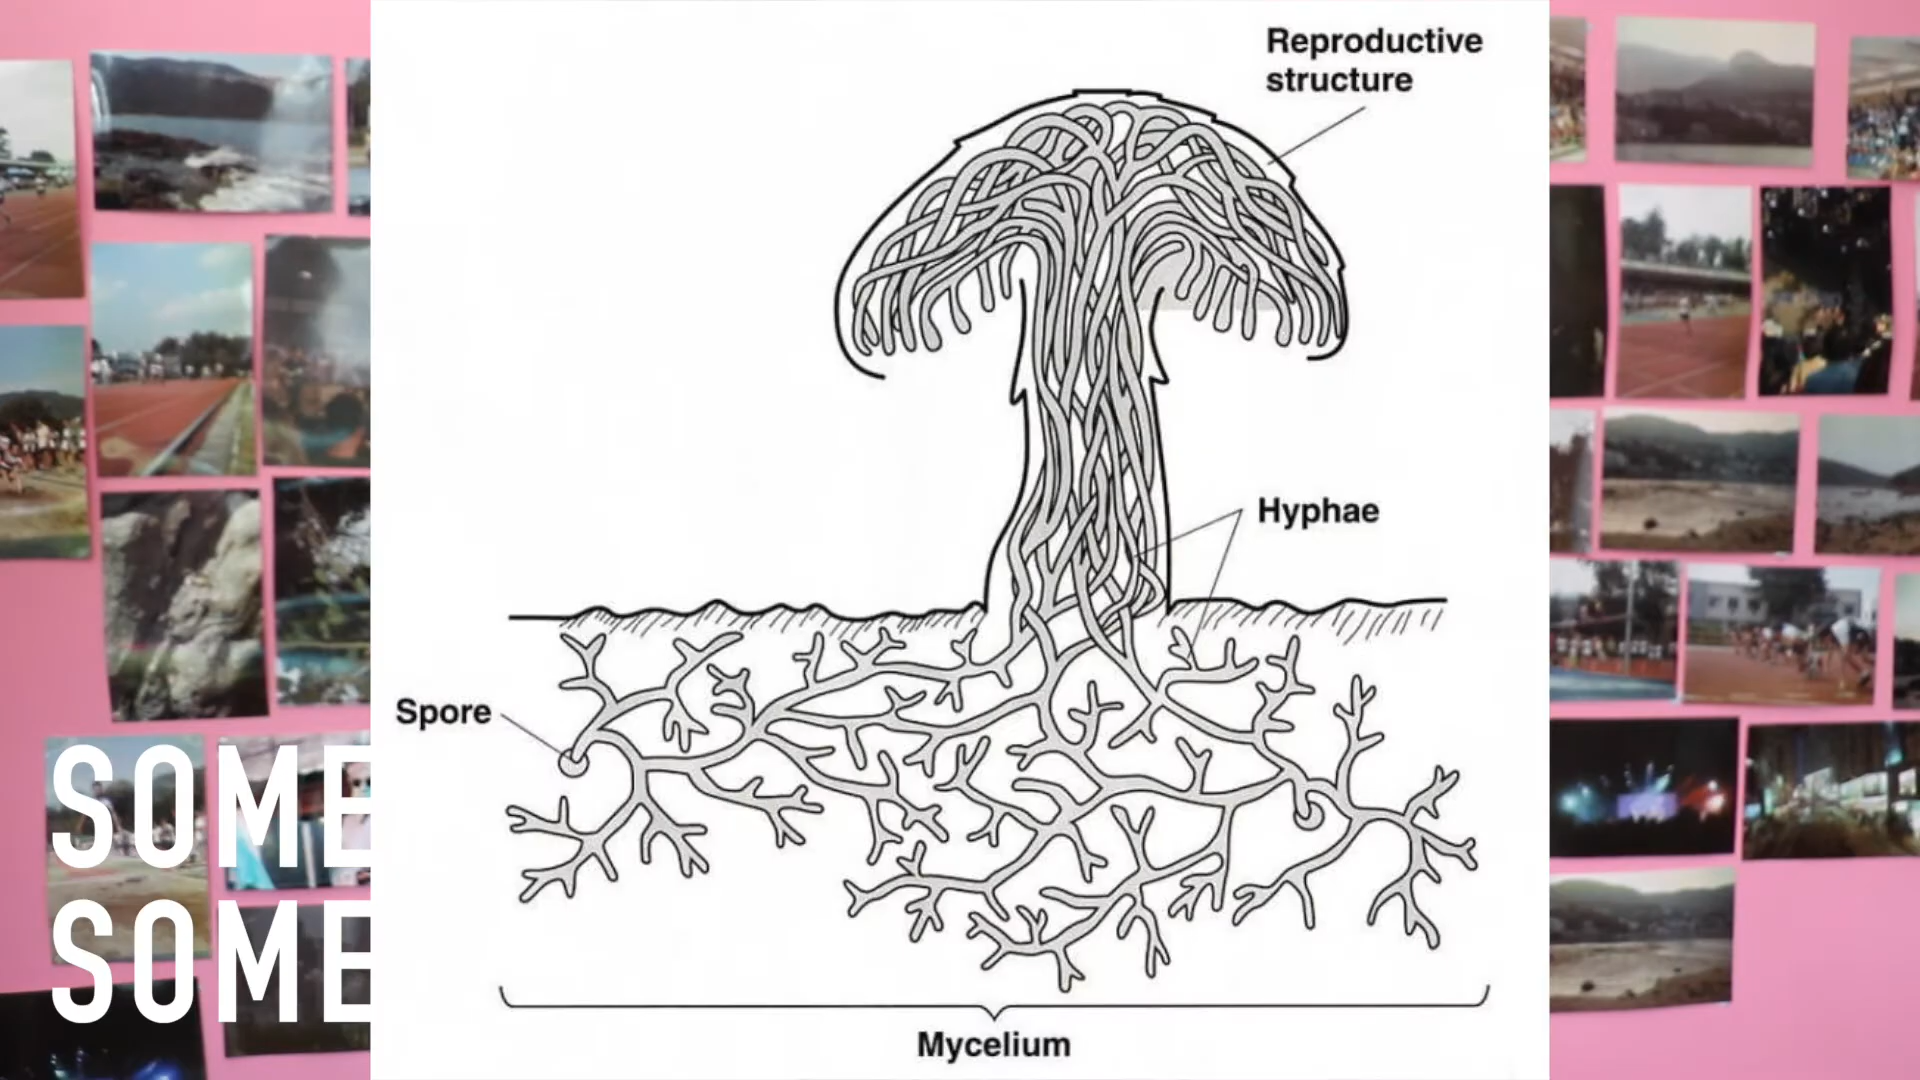 Reproductive
structure
Hyphae
Spore
SOME
SOME
Mycelium